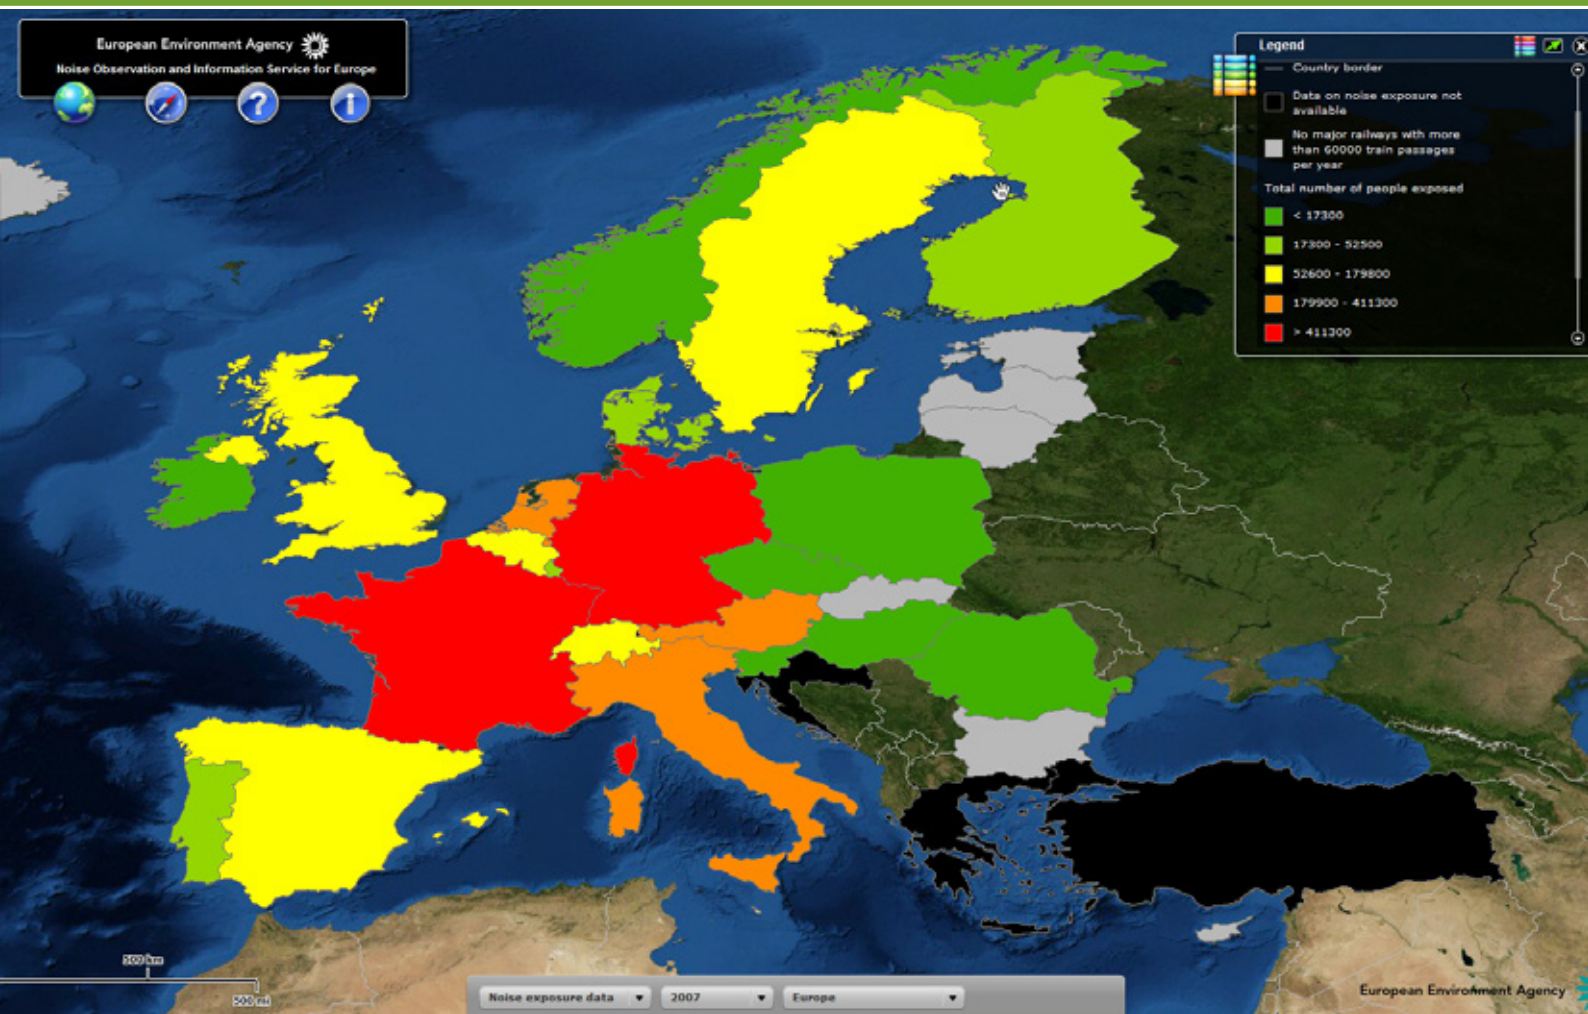 European Environment Agency
Noise Observation and Information Service for Europe
?
i
Legend
Country border
Data on noise exposure not
available
No major railways with more
than 60000 train passages
per year
Total number of people exposed
< 17300
17300 - 52500
52600 - 179800
179900 - 411300
> 411300
500 km
500 mi
Noise exposure data
2007
Europe
European Environment Agency